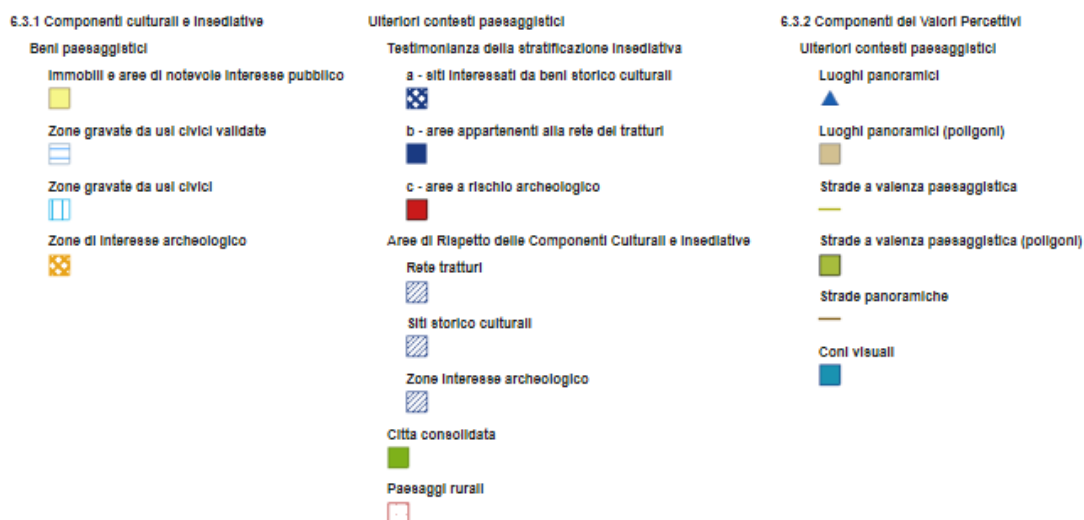 6.3.1 Componenti culturali e insediative
Beni paesaggistici
Immobili e aree di notevole interesse pubblico
Zone gravate da usi civici validate
Zone gravate da usi civici
Zone di interesse archeologico
Ulteriori contesti paesaggistici
Testimonianza della stratificazione insediativa
a - siti interessati da beni storico culturali
b - aree appartenenti alla rete dei tratturi
c - aree a rischio archeologico
Aree di Rispetto delle Componenti Culturali e Insediative
Rete tratturi
Siti storico culturali
Zone interesse archeologico
Citta consolidata
Paesaggi rurali
6.3.2 Componenti dei Valori Percettivi
Ulteriori contesti paesaggistici
Luoghi panoramici
Luoghi panoramici (poligoni)
Strade a valenza paesaggistica
Strade a valenza paesaggistica (poligoni)
Strade panoramiche
Coni visuali